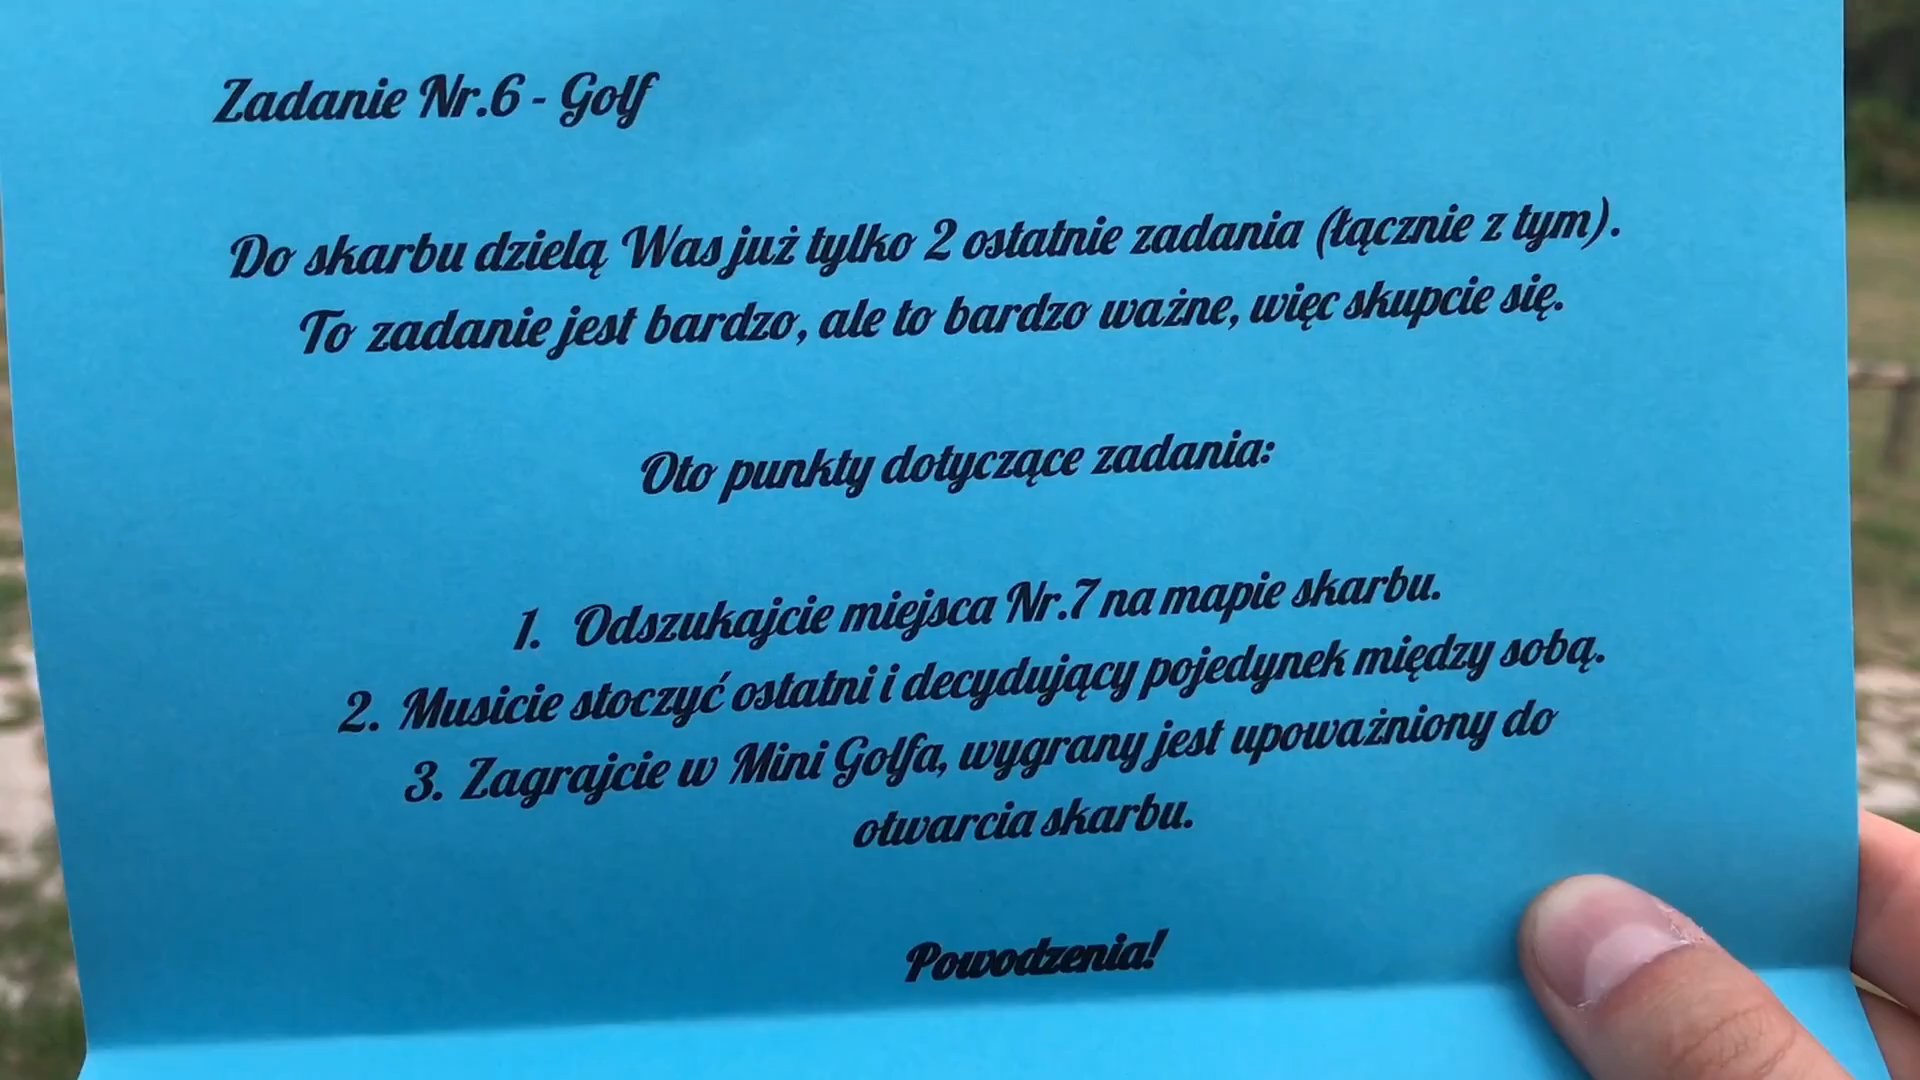 Zadanie Nr.6 - Golf
Do skarbu dzielą Was już tylko 2 ostatnie zadania (łącznie z tym).
To zadanie jest bardzo, ale to bardzo ważne, więc skupcie się.
Oto punkty dotyczące zadania:
1. Odszukajcie miejsca Nr.7 na mapie skarbu.
2. Musicie stoczyć ostatni i decydujący pojedynek między sobą.
3. Zagrajcie w Mini Golfa, wygrany jest upoważniony do
otwarcia skarbu.
Powodzenia!